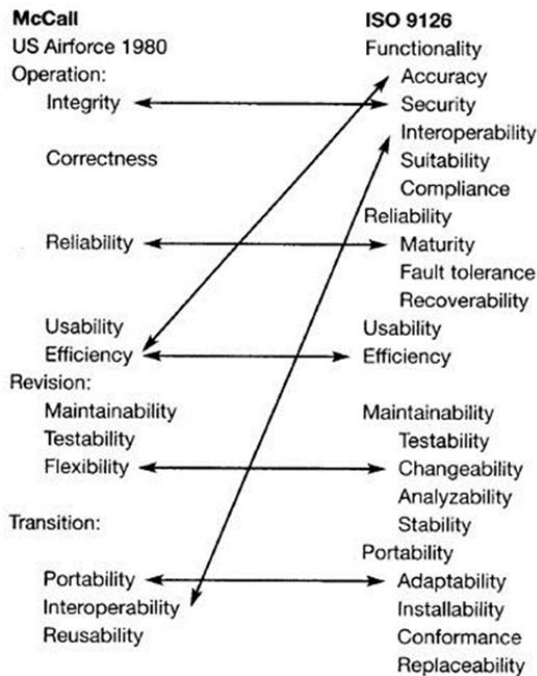 McCall
US Airforce 1980
Operation:
Integrity
Correctness
Reliability
Usability
Efficiency
Revision:
Maintainability
Testability
Flexibility
Transition:
Portability
Interoperability
Reusability
ISO 9126
Functionality
Accuracy
Security
Interoperability
Suitability
Compliance
Reliability
Maturity
Fault tolerance
Recoverability
Usability
Efficiency
Maintainability
Testability
Changeability
Analyzability
Stability
Portability
Adaptability
Installability
Conformance
Replaceability